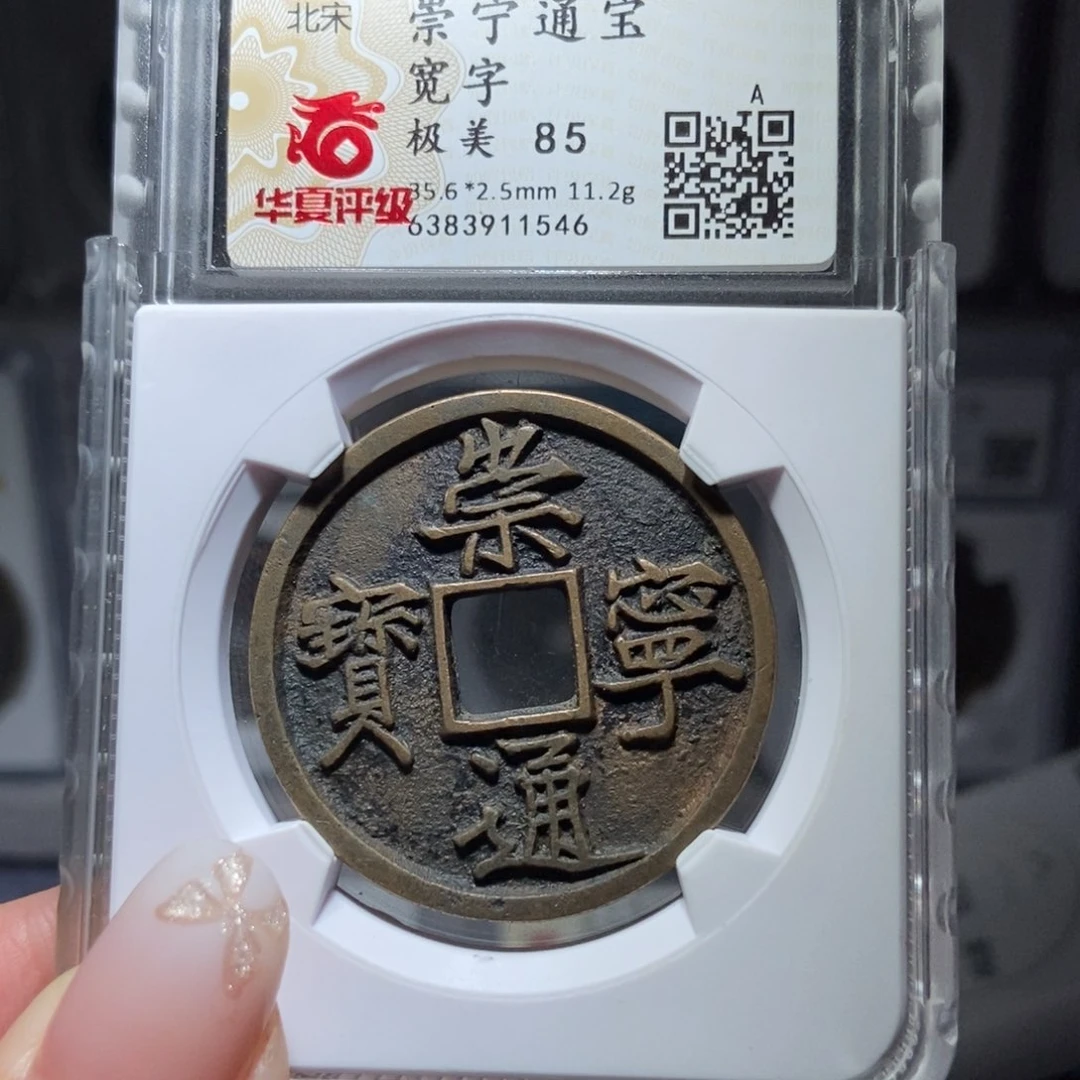 北宋
崇宁通宝
宽字
极美 85
A
35.6*2.5mm 11.2g
6383911546
华夏评级
崇寧通寳